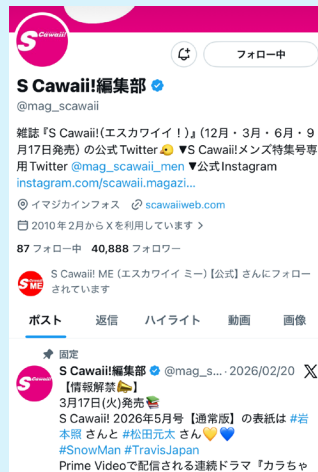 S Cawaii!
フォロー中
S Cawaii!編集部
@mag_scawaii
雑誌『S Cawaii!(エスカワイイ!)』(12月・3月・6月・9
月17日発売) の公式Twitter ▼S Cawaii!メンズ特集号専
用Twitter @mag_scawaii_men ▼公式Instagram
instagram.com/scawaii.magazi...
イマジカインフォス scawaiiweb.com
2010年2月からXを利用しています
87 フォロー中 40,888 フォロワー
S Cawaii! ME (エスカワイイ ミー)【公式】さんにフォロー
されています
ME
ポスト 返信 ハイライト 動画 画像
固定
S Cawaii!
S Cawaii!編集部 @mag_s... · 2026/02/20
【情報解禁📣】
3月17日(火)発売📚
S Cawaii! 2026年5月号【通常版】の表紙は #岩
本照 さんと #松田元太 さん💛💙
#SnowMan #TravisJapan
Prime Videoで配信される連続ドラマ『カラちゃ